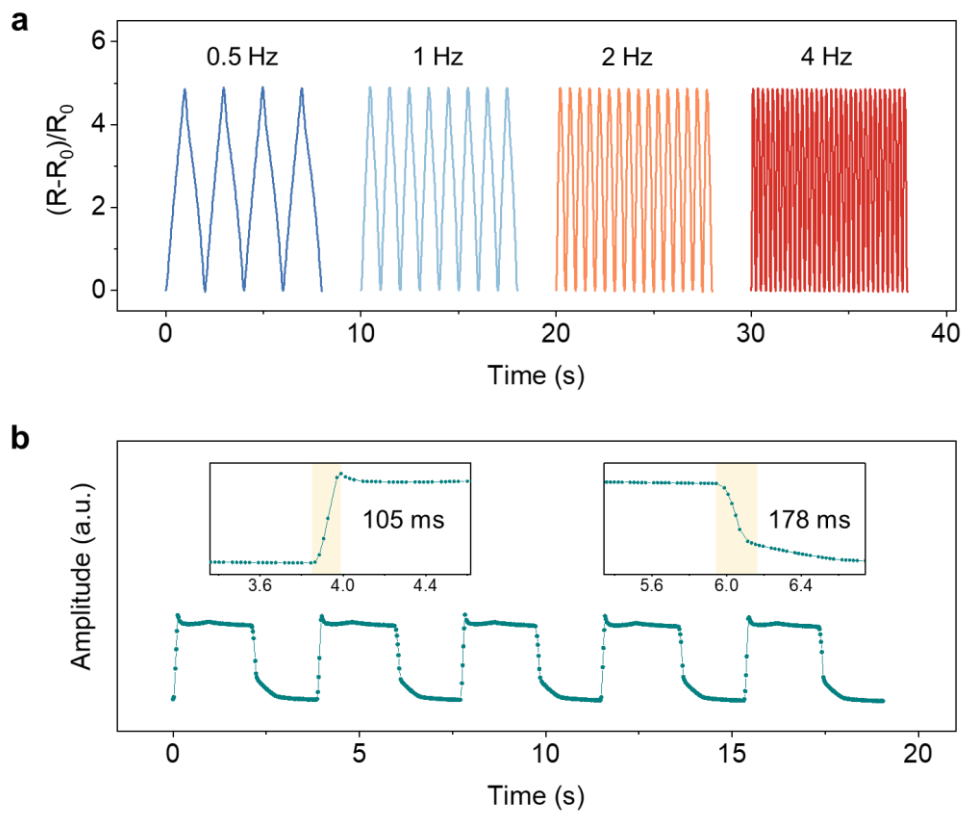 a
6
4
2
0
(R-R₀)/R₀
0.5 Hz 1 Hz 2 Hz 4 Hz
0 10 20 30 40
Time (s)
b
Amplitude (a.u.)
105 ms
3.6 4.0 4.4
178 ms
5.6 6.0 6.4
0 5 10 15 20
Time (s)